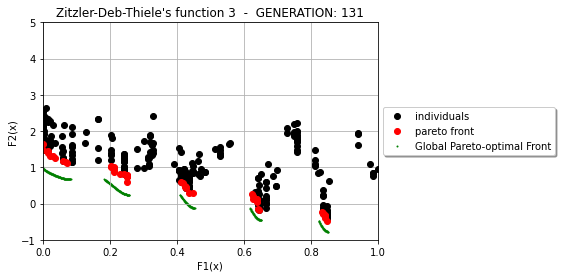 Zitzler-Deb-Thiele's function 3 - GENERATION: 131
5
4
3
2
1
0
−1
F2(x)
0.0 0.2 0.4 0.6 0.8 1.0
F1(x)
individuals
pareto front
Global Pareto-optimal Front